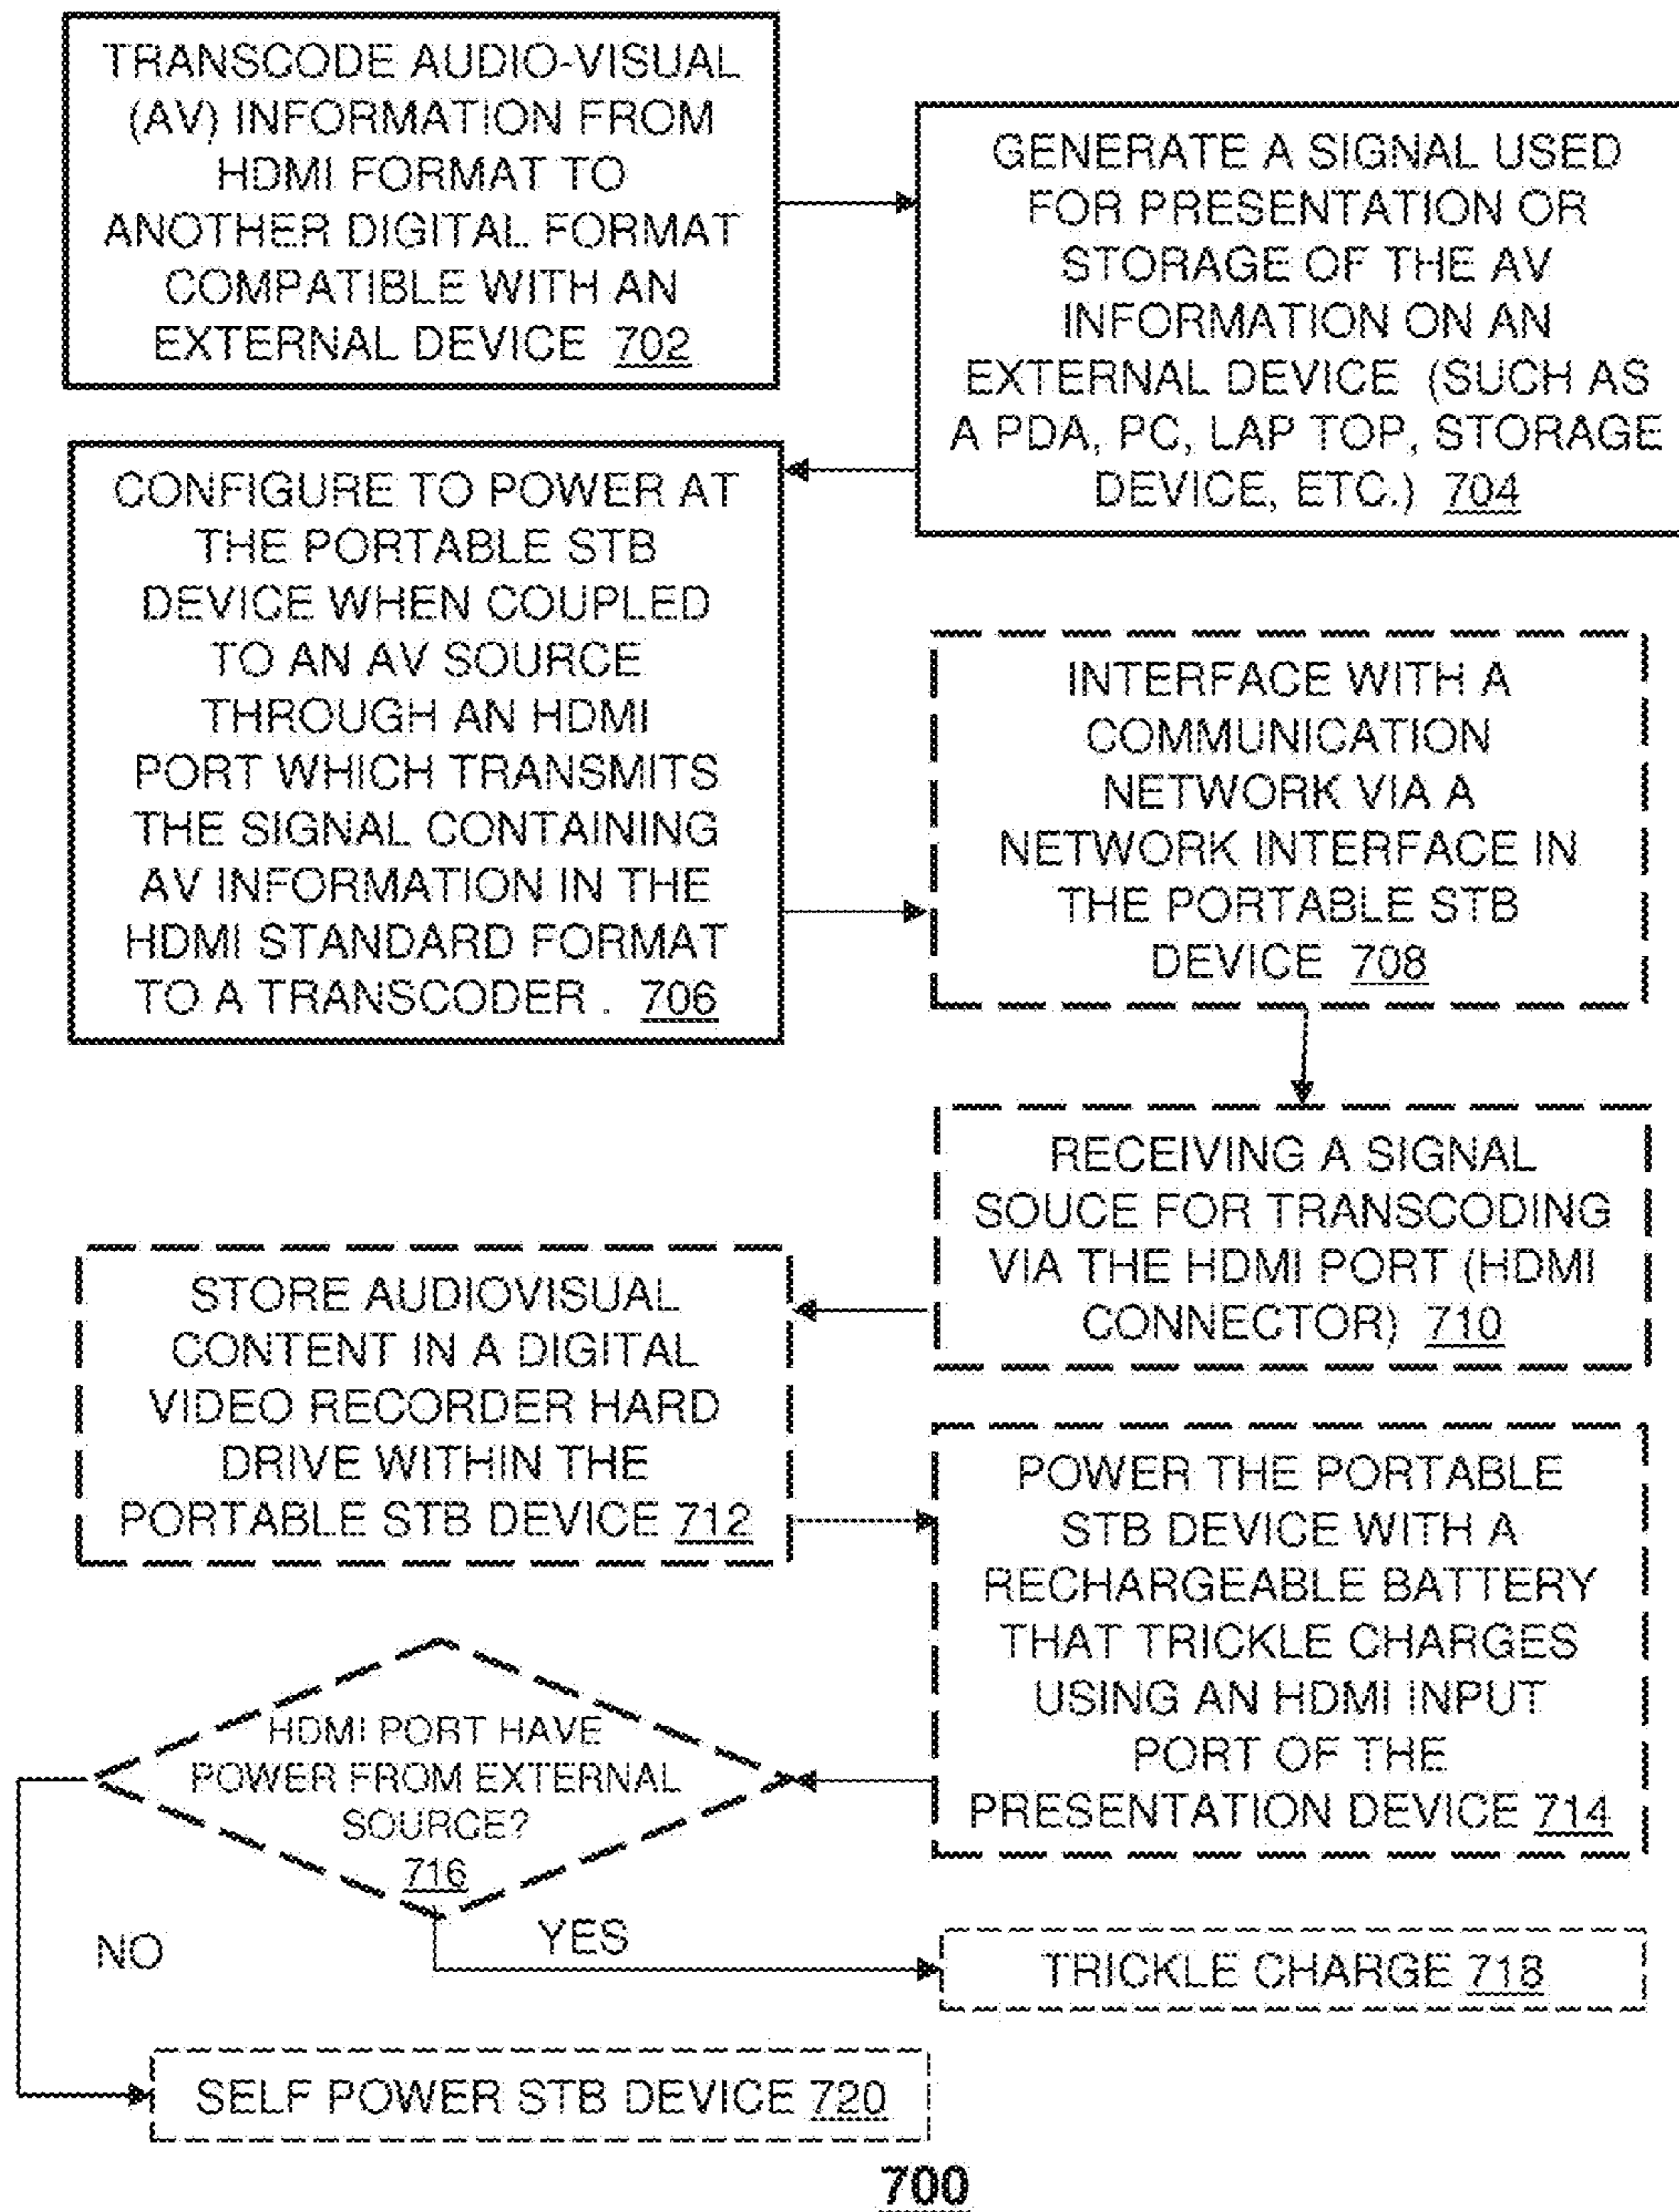 TRANSCODE AUDIO-VISUAL
(AV) INFORMATION FROM
HDMI FORMAT TO
ANOTHER DIGITAL FORMAT
COMPATIBLE WITH AN
EXTERNAL DEVICE 702
GENERATE A SIGNAL USED
FOR PRESENTATION OR
STORAGE OF THE AV
INFORMATION ON AN
EXTERNAL DEVICE (SUCH AS
A PDA, PC, LAP TOP, STORAGE
DEVICE, ETC.) 704
CONFIGURE TO POWER AT
THE PORTABLE STB
DEVICE WHEN COUPLED
TO AN AV SOURCE
THROUGH AN HDMI
PORT WHICH TRANSMITS
THE SIGNAL CONTAINING
AV INFORMATION IN THE
HDMI STANDARD FORMAT
TO A TRANSCODER . 706
INTERFACE WITH A
COMMUNICATION
NETWORK VIA A
NETWORK INTERFACE IN
THE PORTABLE STB
DEVICE 708
RECEIVING A SIGNAL
SOUCE FOR TRANSCODING
VIA THE HDMI PORT (HDMI
CONNECTOR) 710
STORE AUDIOVISUAL
CONTENT IN A DIGITAL
VIDEO RECORDER HARD
DRIVE WITHIN THE
PORTABLE STB DEVICE 712
POWER THE PORTABLE
STB DEVICE WITH A
RECHARGEABLE BATTERY
THAT TRICKLE CHARGES
USING AN HDMI INPUT
PORT OF THE
PRESENTATION DEVICE 714
HDMI PORT HAVE
POWER FROM EXTERNAL
SOURCE?
716
YES
NO
TRICKLE CHARGE 718
SELF POWER STB DEVICE 720
700